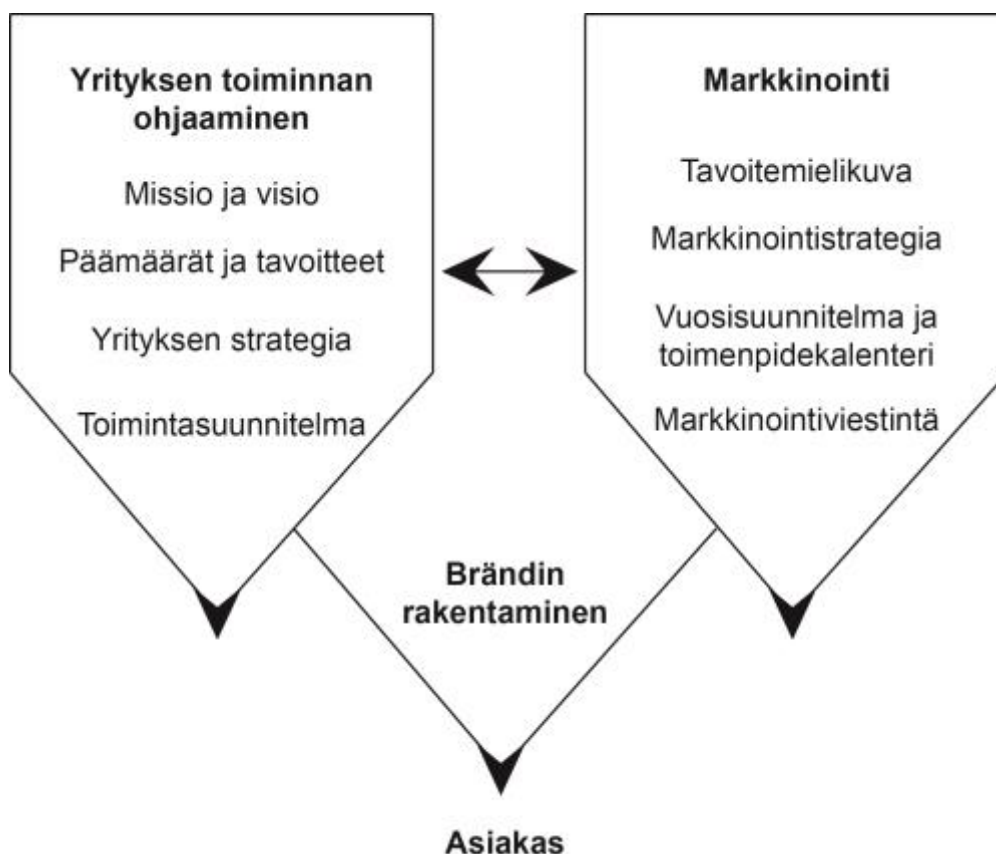 Yrityksen toiminnan
ohjaaminen
Missio ja visio
Päämäärät ja tavoitteet
Yrityksen strategia
Toimintasuunnitelma
Markkinointi
Tavoitemielikuva
Markkinointistrategia
Vuosisuunnitelma ja
toimenpidekalenteri
Markkinointiviestintä
Brändin
rakentaminen
Asiakas